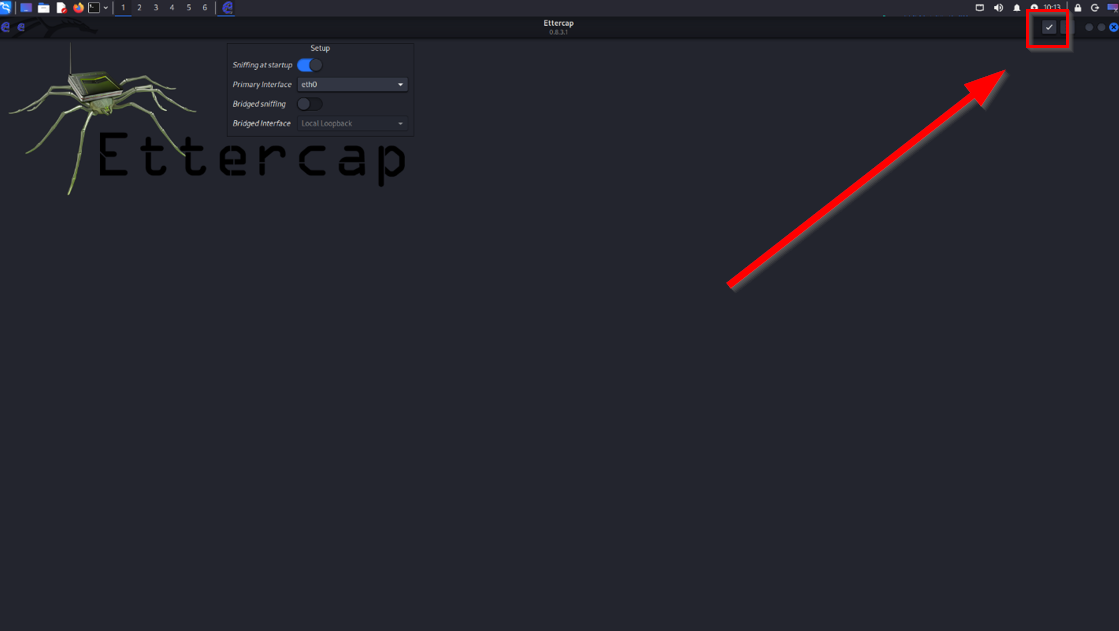 1 2 3 4 5 6
10:13
Ettercap
0.8.3.1
Setup
Sniffing at startup
Primary Interface eth0
Bridged sniffing
Bridged Interface Local Loopback
Ettercap